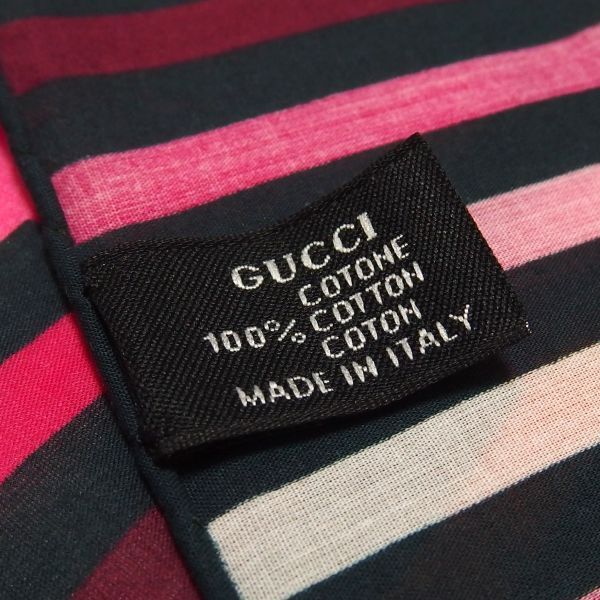 GUCCI
COTONE
100% COTTON
COTON
MADE IN ITALY